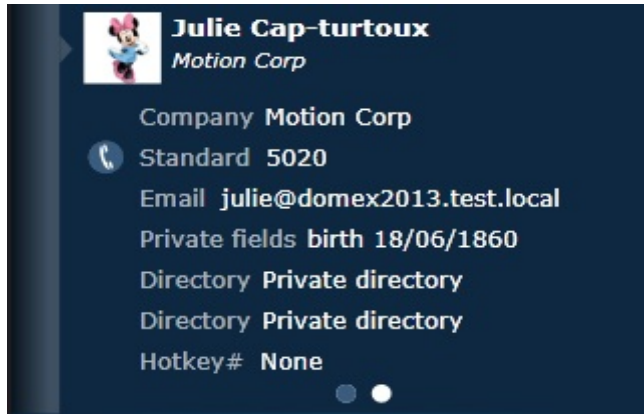 Julie Cap-turtoux
Motion Corp
Company Motion Corp
Standard 5020
Email julie@domex2013.test.local
Private fields birth 18/06/1860
Directory Private directory
Directory Private directory
Hotkey# None